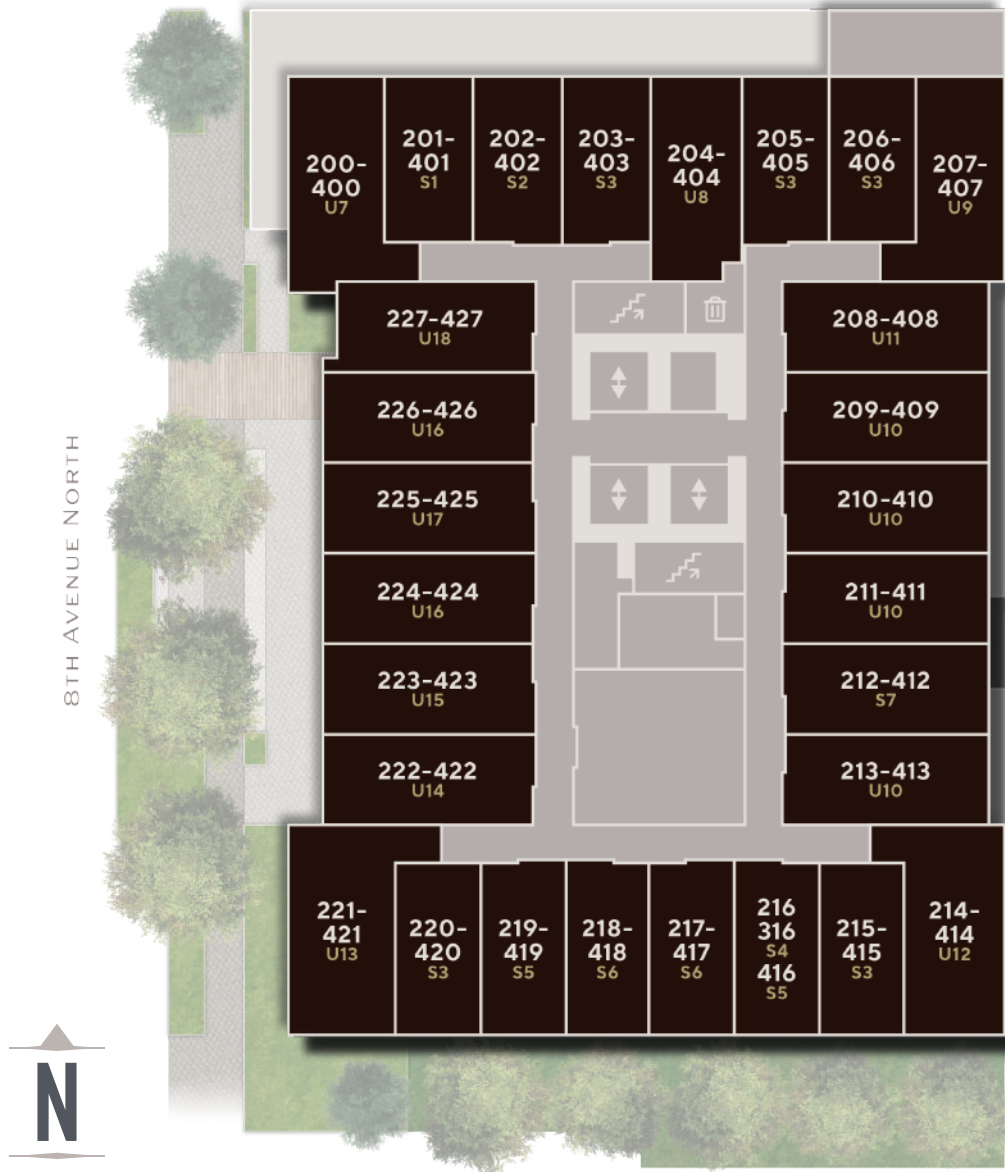 200-
400
U7
201-
401
S1
202-
402
S2
203-
403
S3
204-
404
U8
205-
405
S3
206-
406
S3
207-
407
U9
227-427
U18
208-408
U11
226-426
U16
209-409
U10
225-425
U17
210-410
U10
224-424
U16
211-411
U10
223-423
U15
212-412
S7
222-422
U14
213-413
U10
8TH AVENUE NORTH
221-
421
U13
220-
420
S3
219-
419
S5
218-
418
S6
217-
417
S6
216
316
S4
416
S5
215-
415
S3
214-
414
U12
N